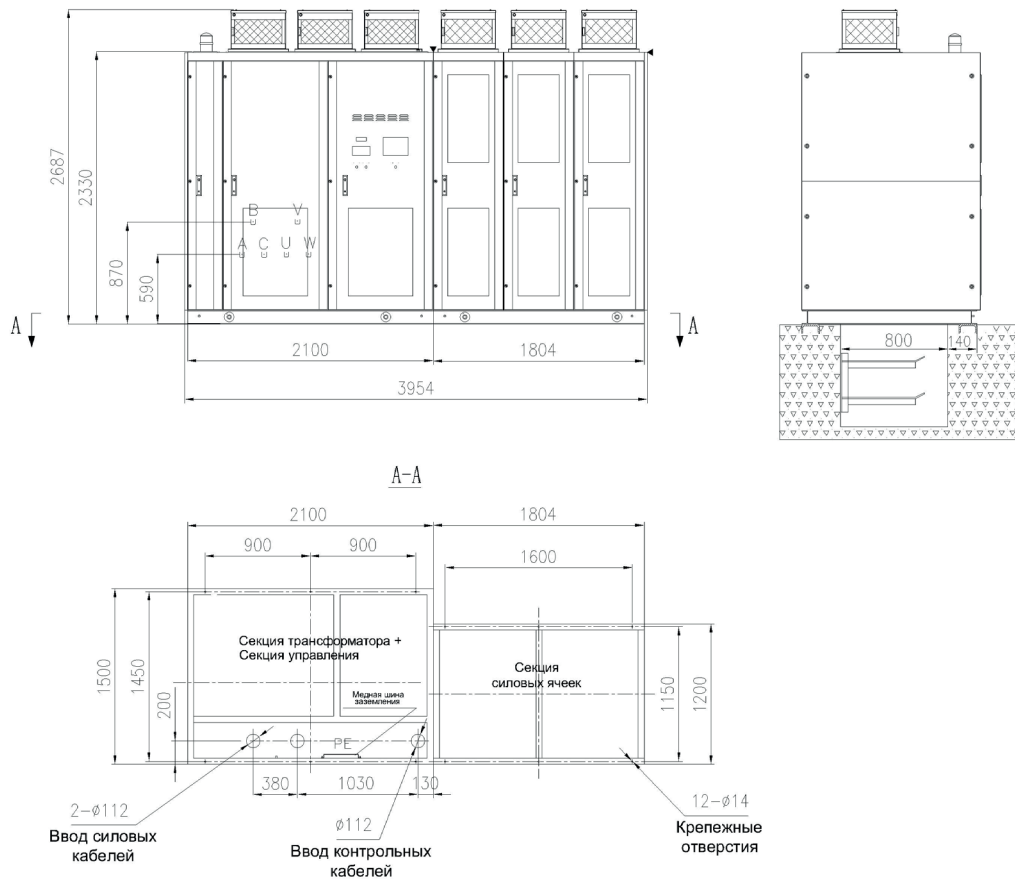 2687
2330
870
590
B
V
A
C
U
W
A
A
2100
1804
3954
800
140
A-A
2100
1804
900
900
1600
1500
1450
200
Секция трансформатора +
Секция управления
Медная шина
заземления
PE
Секция
силовых ячеек
1150
1200
380
1030
130
2-ø112
Ввод силовых
кабелей
ø112
Ввод контрольных
кабелей
12-ø14
Крепежные
отверстия